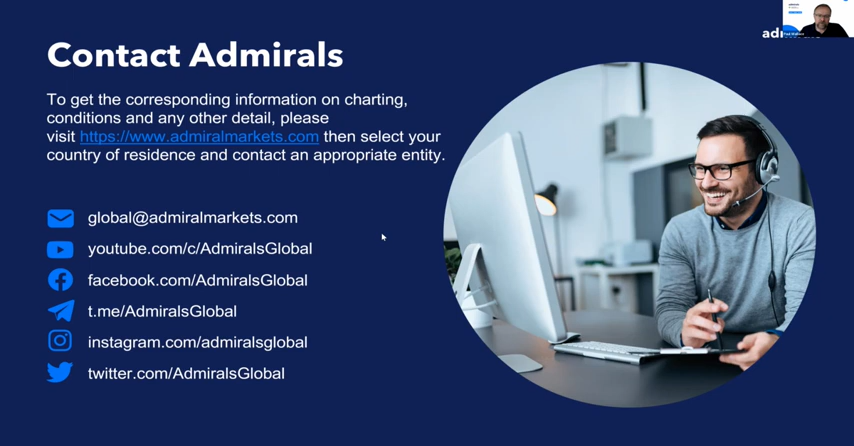 Contact Admirals
To get the corresponding information on charting,
conditions and any other detail, please
visit https://www.admiralmarkets.com then select your
country of residence and contact an appropriate entity.
global@admiralmarkets.com
youtube.com/c/AdmiralsGlobal
facebook.com/AdmiralsGlobal
t.me/AdmiralsGlobal
instagram.com/admiralsglobal
twitter.com/AdmiralsGlobal